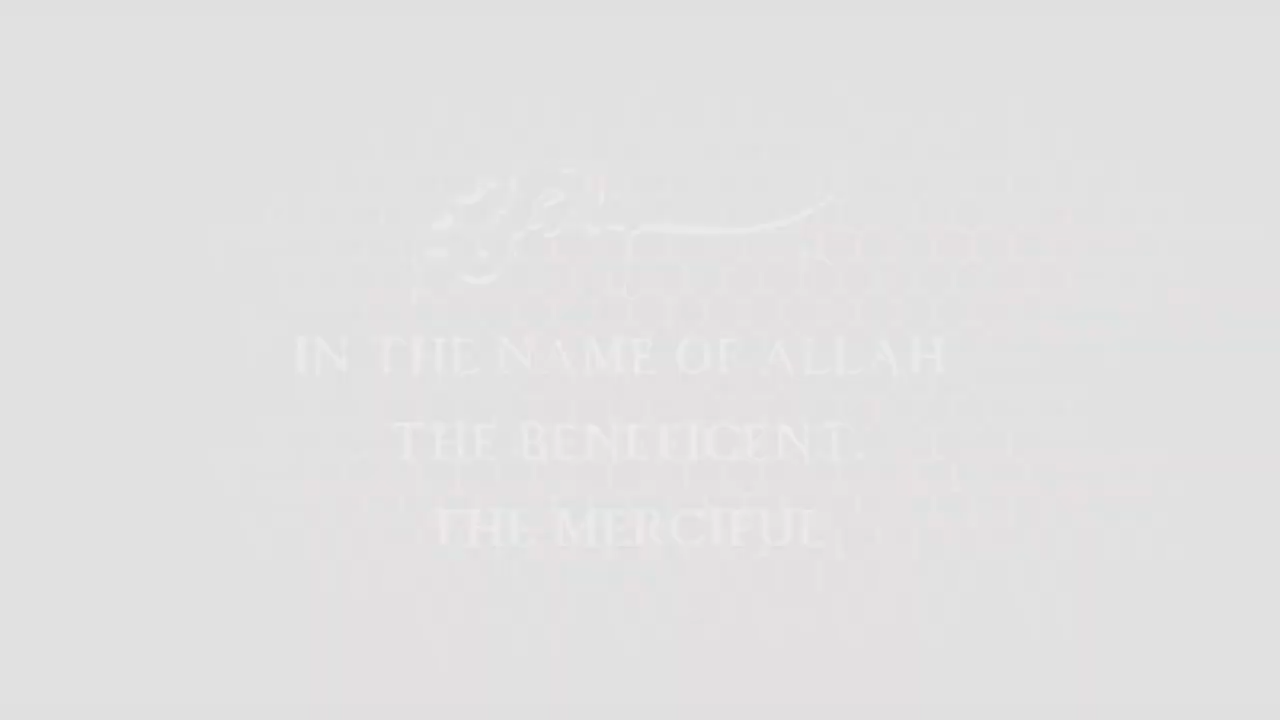 IN THE NAME OF ALLAH
THE BENEFICENT,
THE MERCIFUL